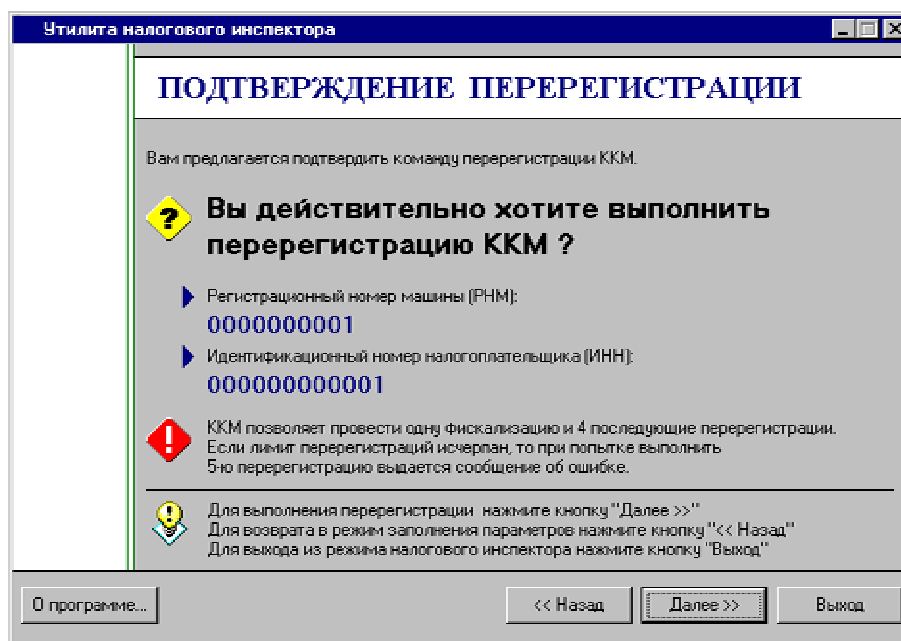 Утилита налогового инспектора
ПОДТВЕРЖДЕНИЕ ПЕРЕРЕГИСТРАЦИИ
Вам предлагается подтвердить команду перерегистрации ККМ.
Вы действительно хотите выполнить
перерегистрацию ККМ ?
Регистрационный номер машины (РНМ):
0000000001
Идентификационный номер налогоплательщика (ИНН):
000000000001
ККМ позволяет провести одну фискализацию и 4 последующие перерегистрации.
Если лимит перерегистраций исчерпан, то при попытке выполнить
5-ю перерегистрацию выдается сообщение об ошибке.
Для выполнения перерегистрации нажмите кнопку "Далее >>"
Для возврата в режим заполнения параметров нажмите кнопку "<< Назад"
Для выхода из режима налогового инспектора нажмите кнопку "Выход"
О программе... << Назад Далее >> Выход